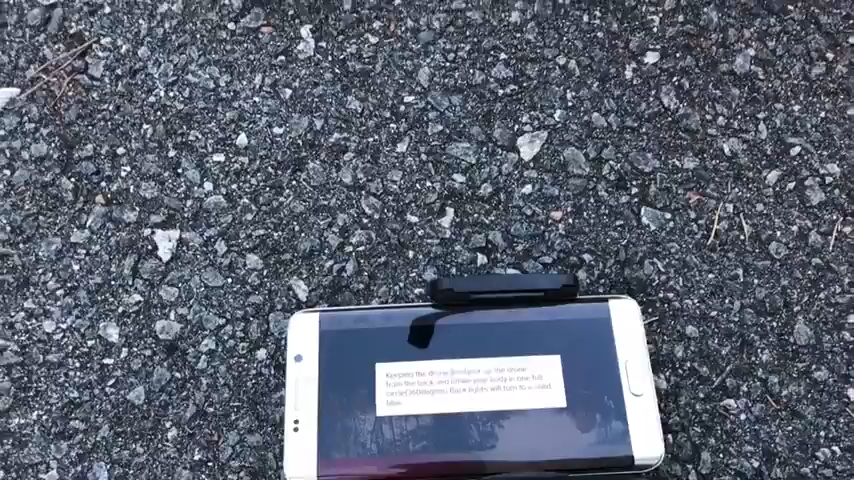 Keeping the drone level, pick up the drone
from the back and rotate your body in one full
circle(360degree). Back lights will turn to a solid
blue.